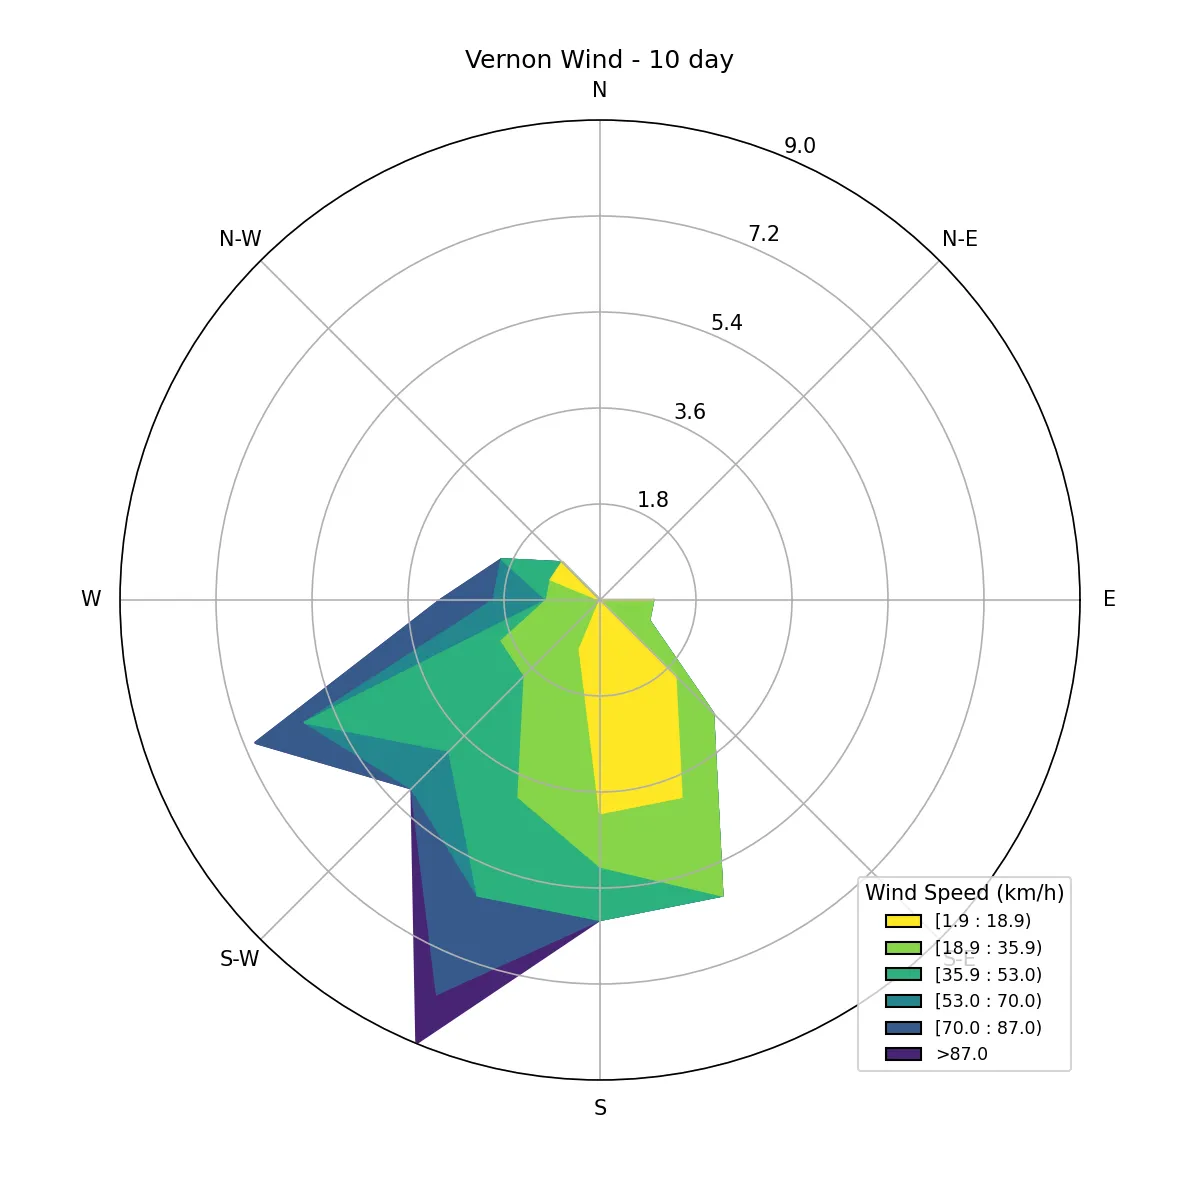 Vernon Wind - 10 day
N
9.0
N-W
N-E
7.2
5.4
3.6
1.8
W
E
Wind Speed (km/h)
[1.9 : 18.9)
[18.9 : 35.9)
S-W
S-E
[35.9 : 53.0)
[53.0 : 70.0)
[70.0 : 87.0)
>87.0
S